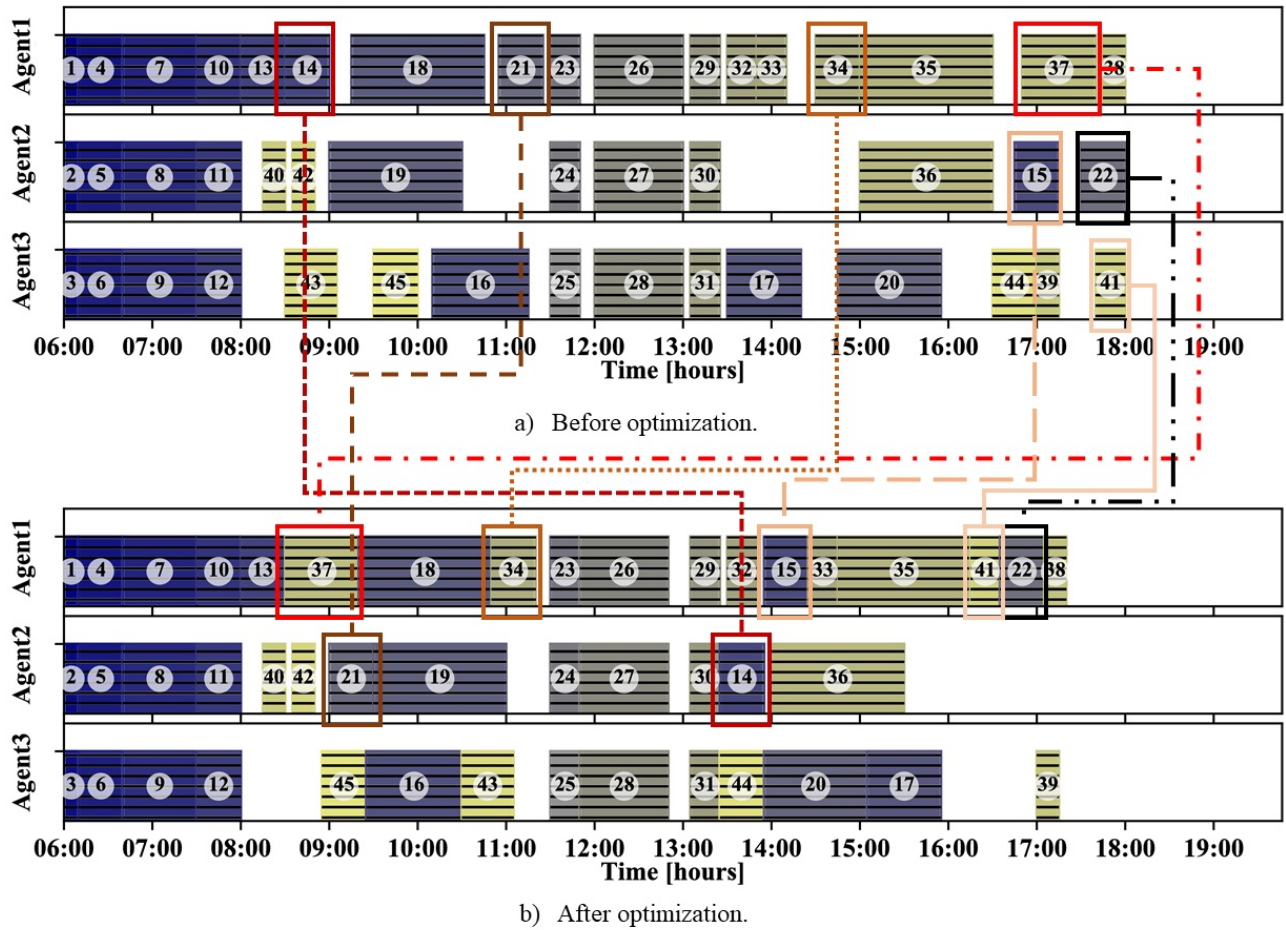 Agent1
1 4 7 10 13 14 18 21 23 26 29 32 33 34 35 37 38
Agent2
2 5 8 11 40 42 19 24 27 30 36 15 22
Agent3
3 6 9 12 43 45 16 25 28 31 17 20 44 39 41
06:00 07:00 08:00 09:00 10:00 11:00 12:00 13:00 14:00 15:00 16:00 17:00 18:00 19:00
Time [hours]
a) Before optimization.
Agent1
1 4 7 10 13 37 18 34 23 26 29 32 15 33 35 41 22 38
Agent2
2 5 8 11 40 42 21 19 24 27 30 14 36
Agent3
3 6 9 12 45 16 43 25 28 31 44 20 17 39
06:00 07:00 08:00 09:00 10:00 11:00 12:00 13:00 14:00 15:00 16:00 17:00 18:00 19:00
Time [hours]
b) After optimization.